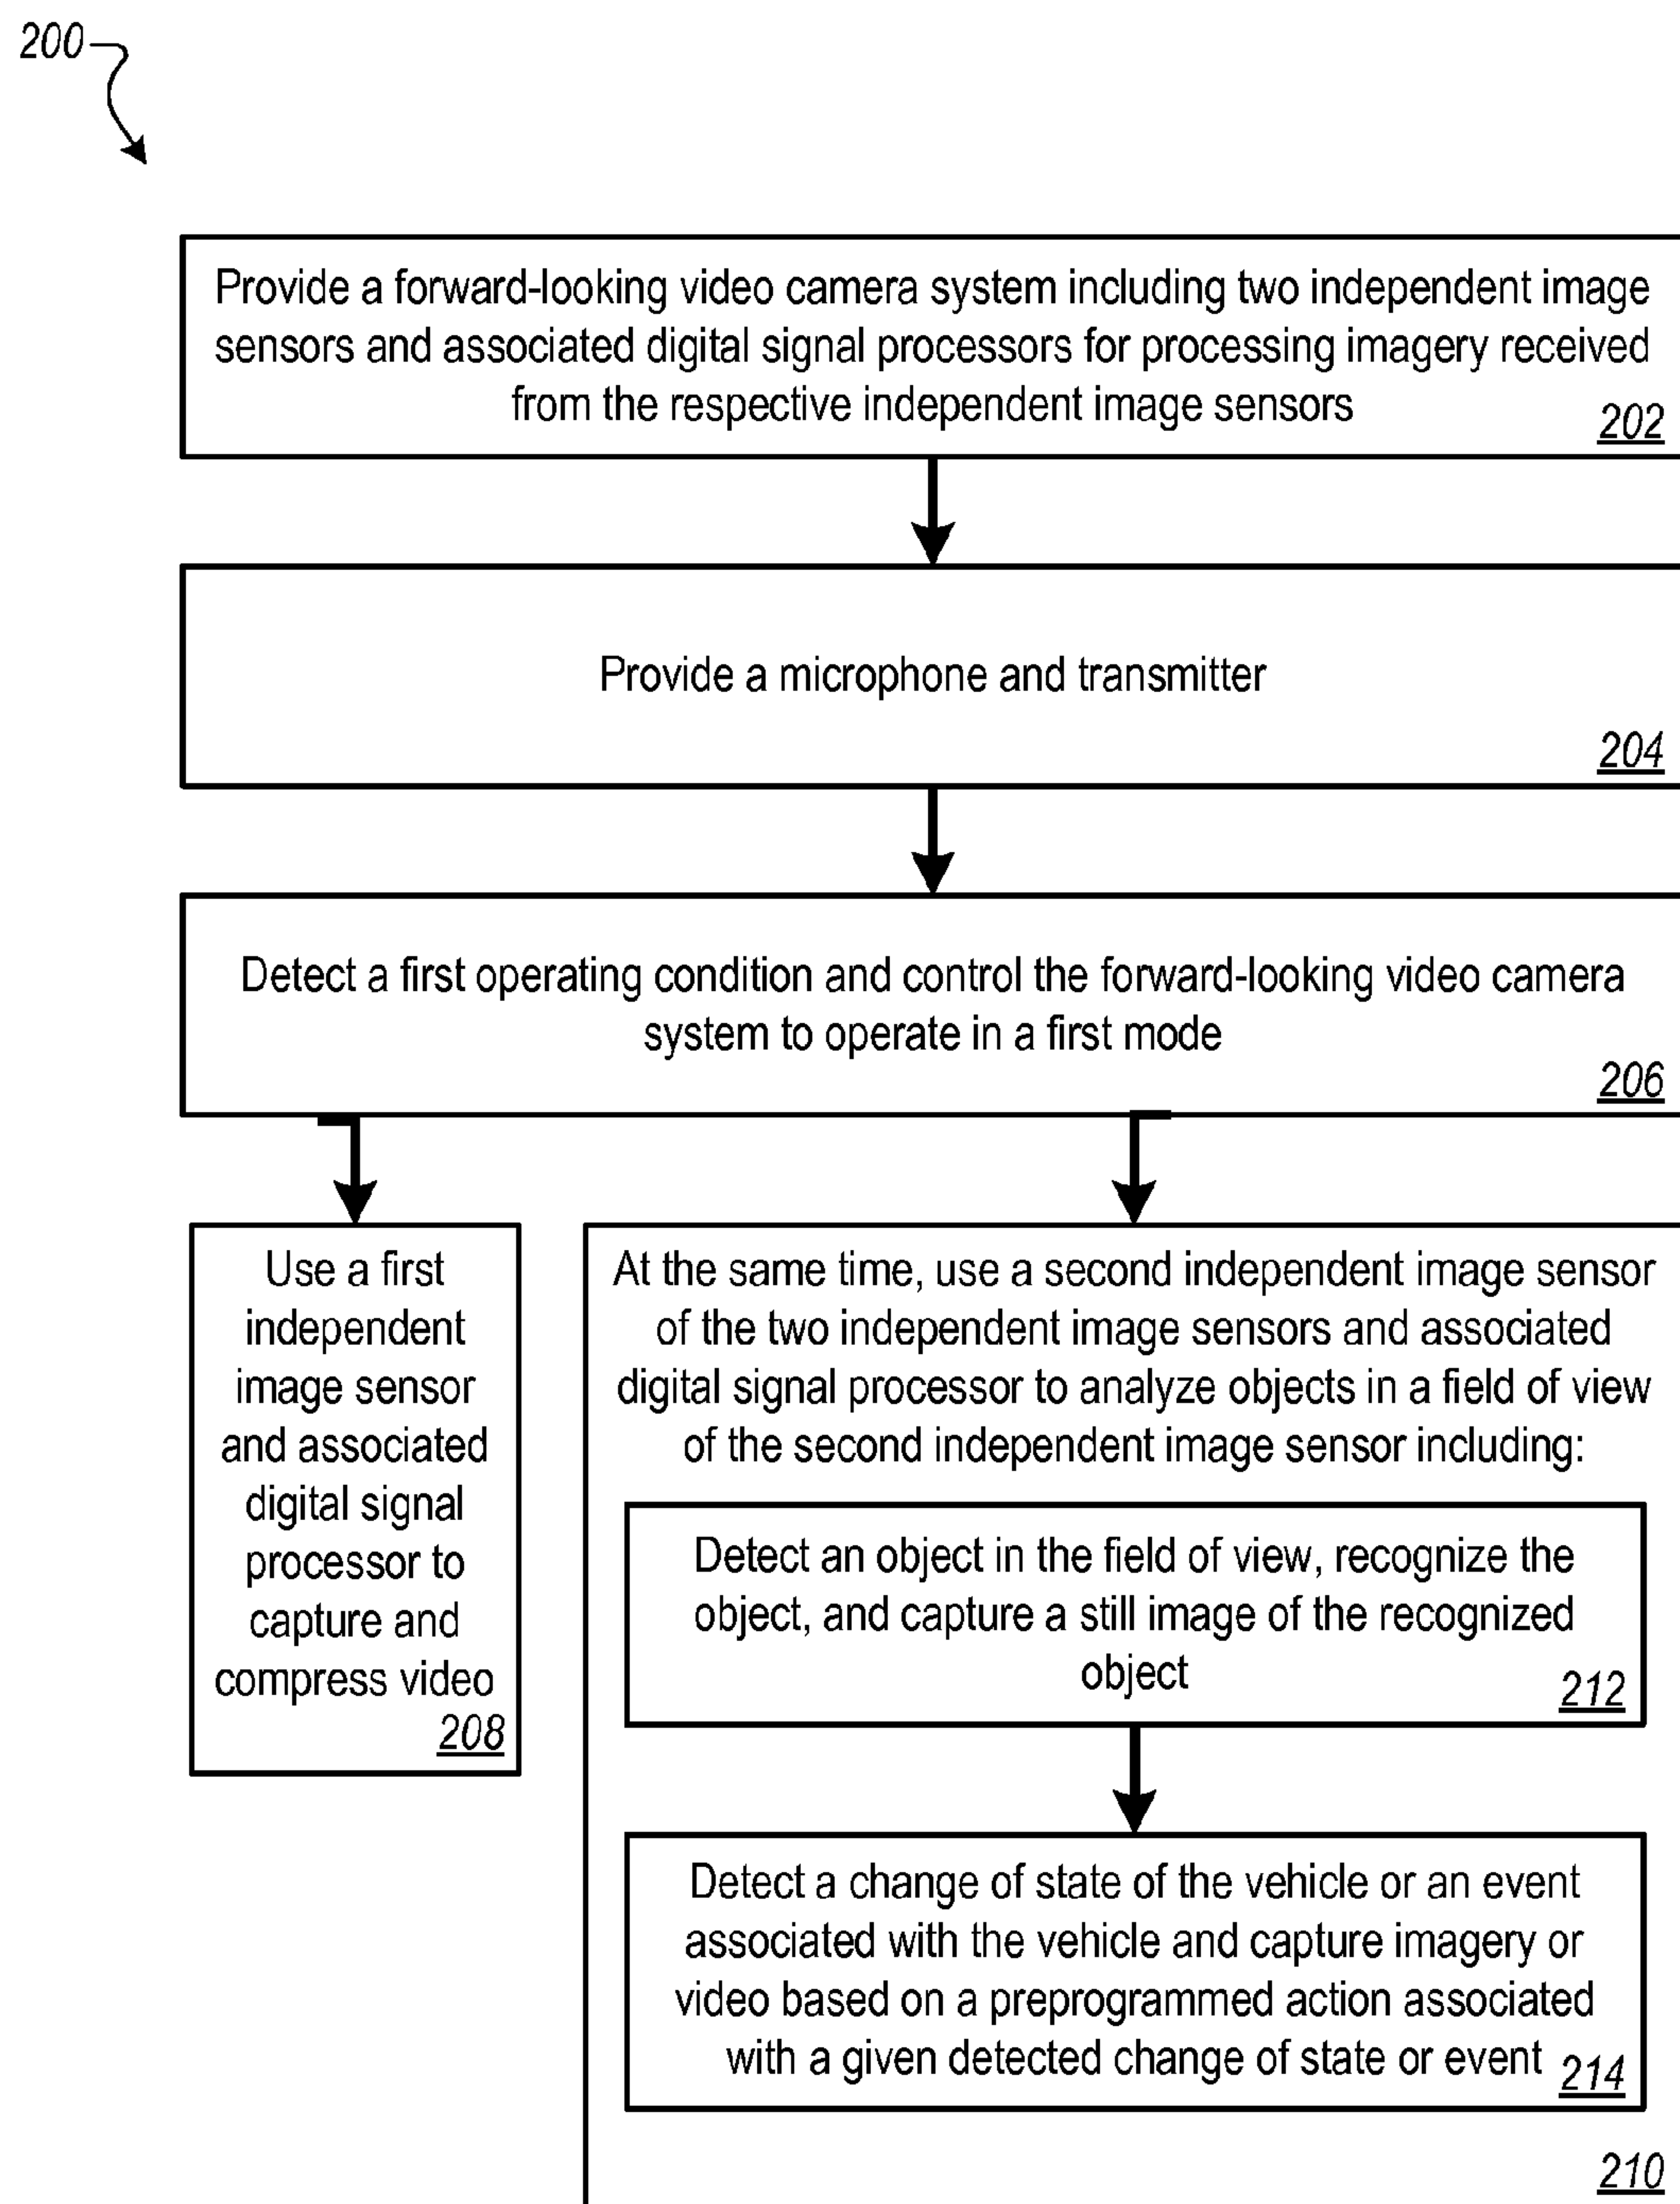 200
Provide a forward-looking video camera system including two independent image
sensors and associated digital signal processors for processing imagery received
from the respective independent image sensors
202
Provide a microphone and transmitter
204
Detect a first operating condition and control the forward-looking video camera
system to operate in a first mode
206
Use a first
independent
image sensor
and associated
digital signal
processor to
capture and
compress video
208
At the same time, use a second independent image sensor
of the two independent image sensors and associated
digital signal processor to analyze objects in a field of view
of the second independent image sensor including:
Detect an object in the field of view, recognize the
object, and capture a still image of the recognized
object
212
Detect a change of state of the vehicle or an event
associated with the vehicle and capture imagery or
video based on a preprogrammed action associated
with a given detected change of state or event
214
210